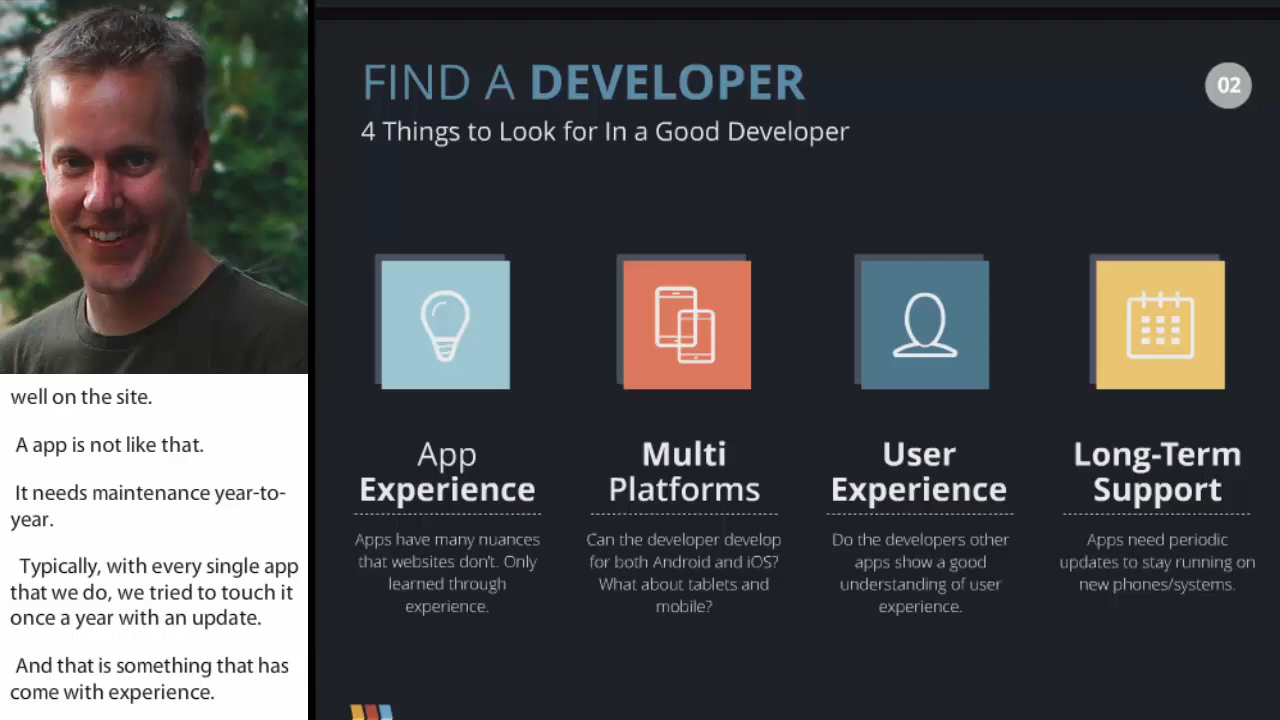 well on the site.
A app is not like that.
It needs maintenance year-to-
year.
Typically, with every single app
that we do, we tried to touch it
once a year with an update.
And that is something that has
come with experience.
FIND A DEVELOPER
02
4 Things to Look for In a Good Developer
App
Experience
Apps have many nuances
that websites don't. Only
learned through
experience.
Multi
Platforms
Can the developer develop
for both Android and iOS?
What about tablets and
mobile?
User
Experience
Do the developers other
apps show a good
understanding of user
experience.
Long-Term
Support
Apps need periodic
updates to stay running on
new phones/systems.